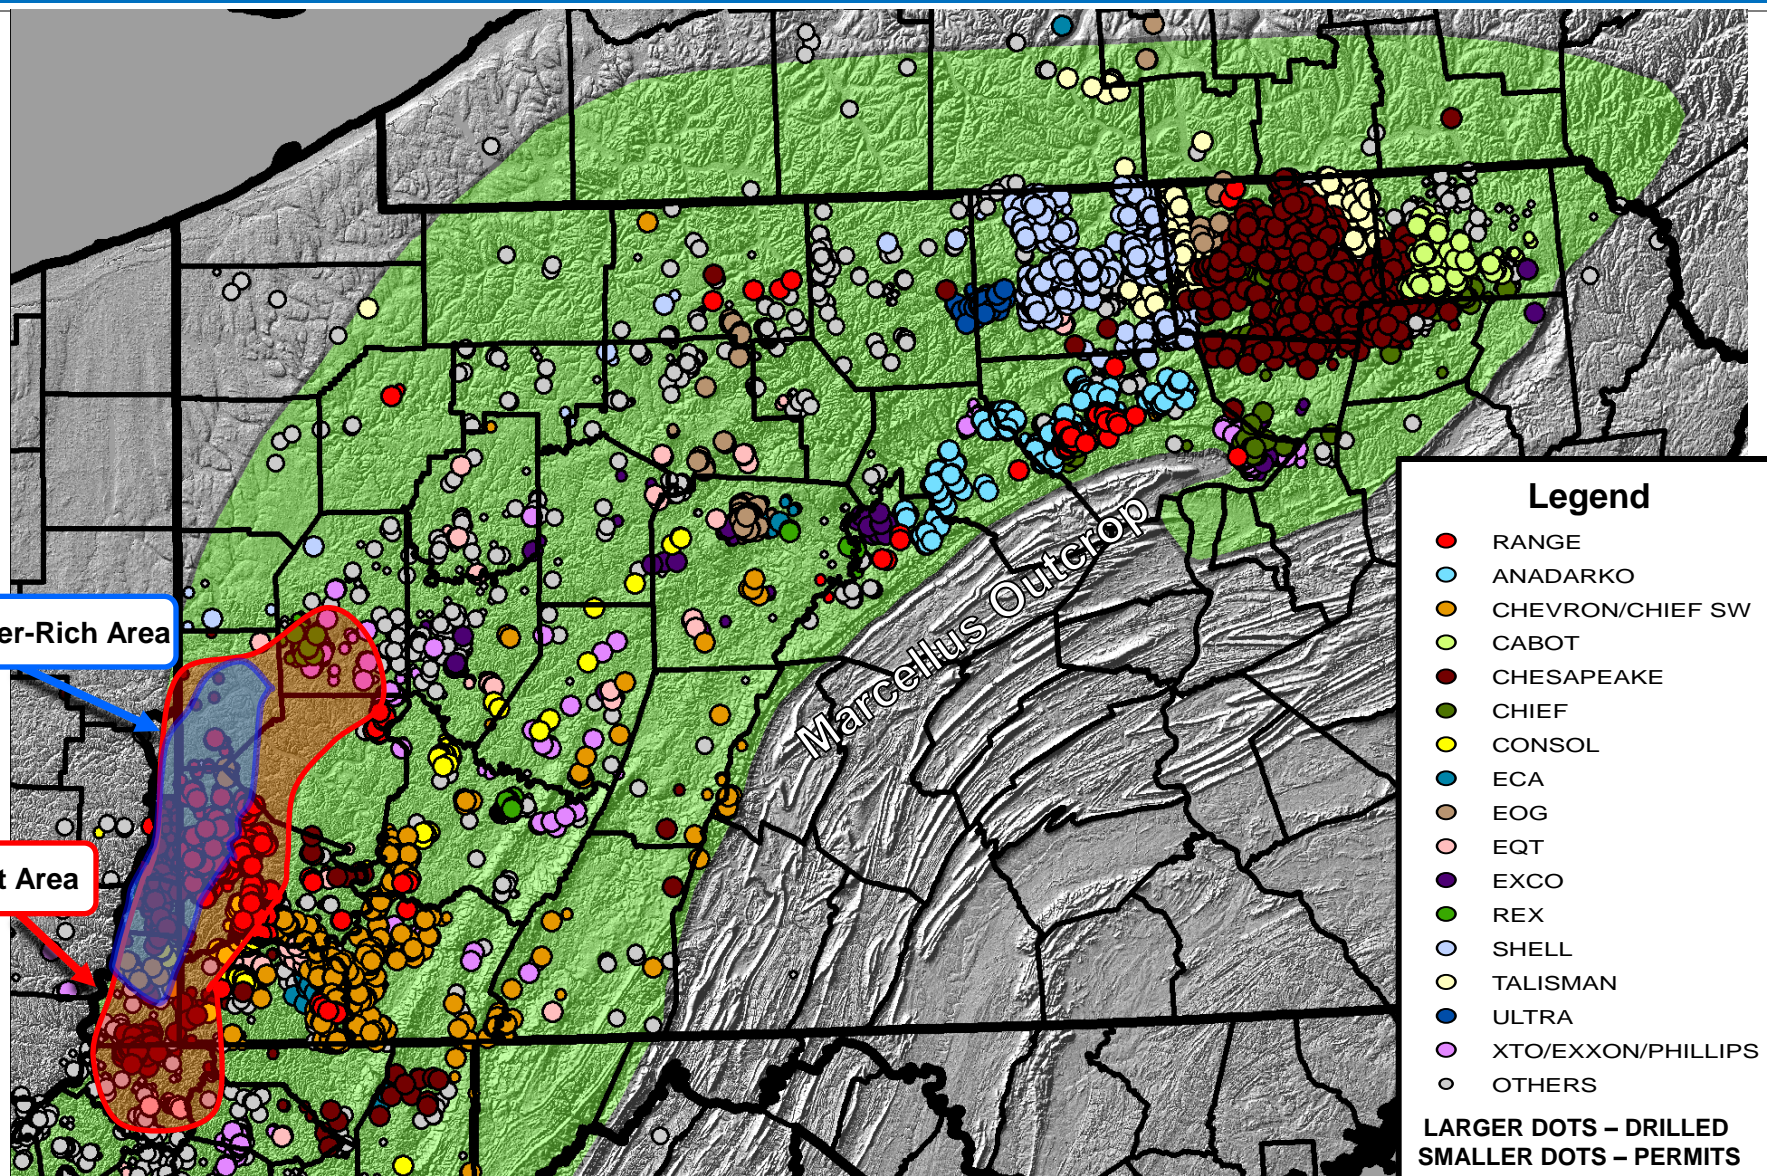 er-Rich Area
t Area
Marcellus Outcrop
Legend
RANGE
ANADARKO
CHEVRON/CHIEF SW
CABOT
CHESAPEAKE
CHIEF
CONSOL
ECA
EOG
EQT
EXCO
REX
SHELL
TALISMAN
ULTRA
XTO/EXXON/PHILLIPS
OTHERS
LARGER DOTS – DRILLED
SMALLER DOTS – PERMITS